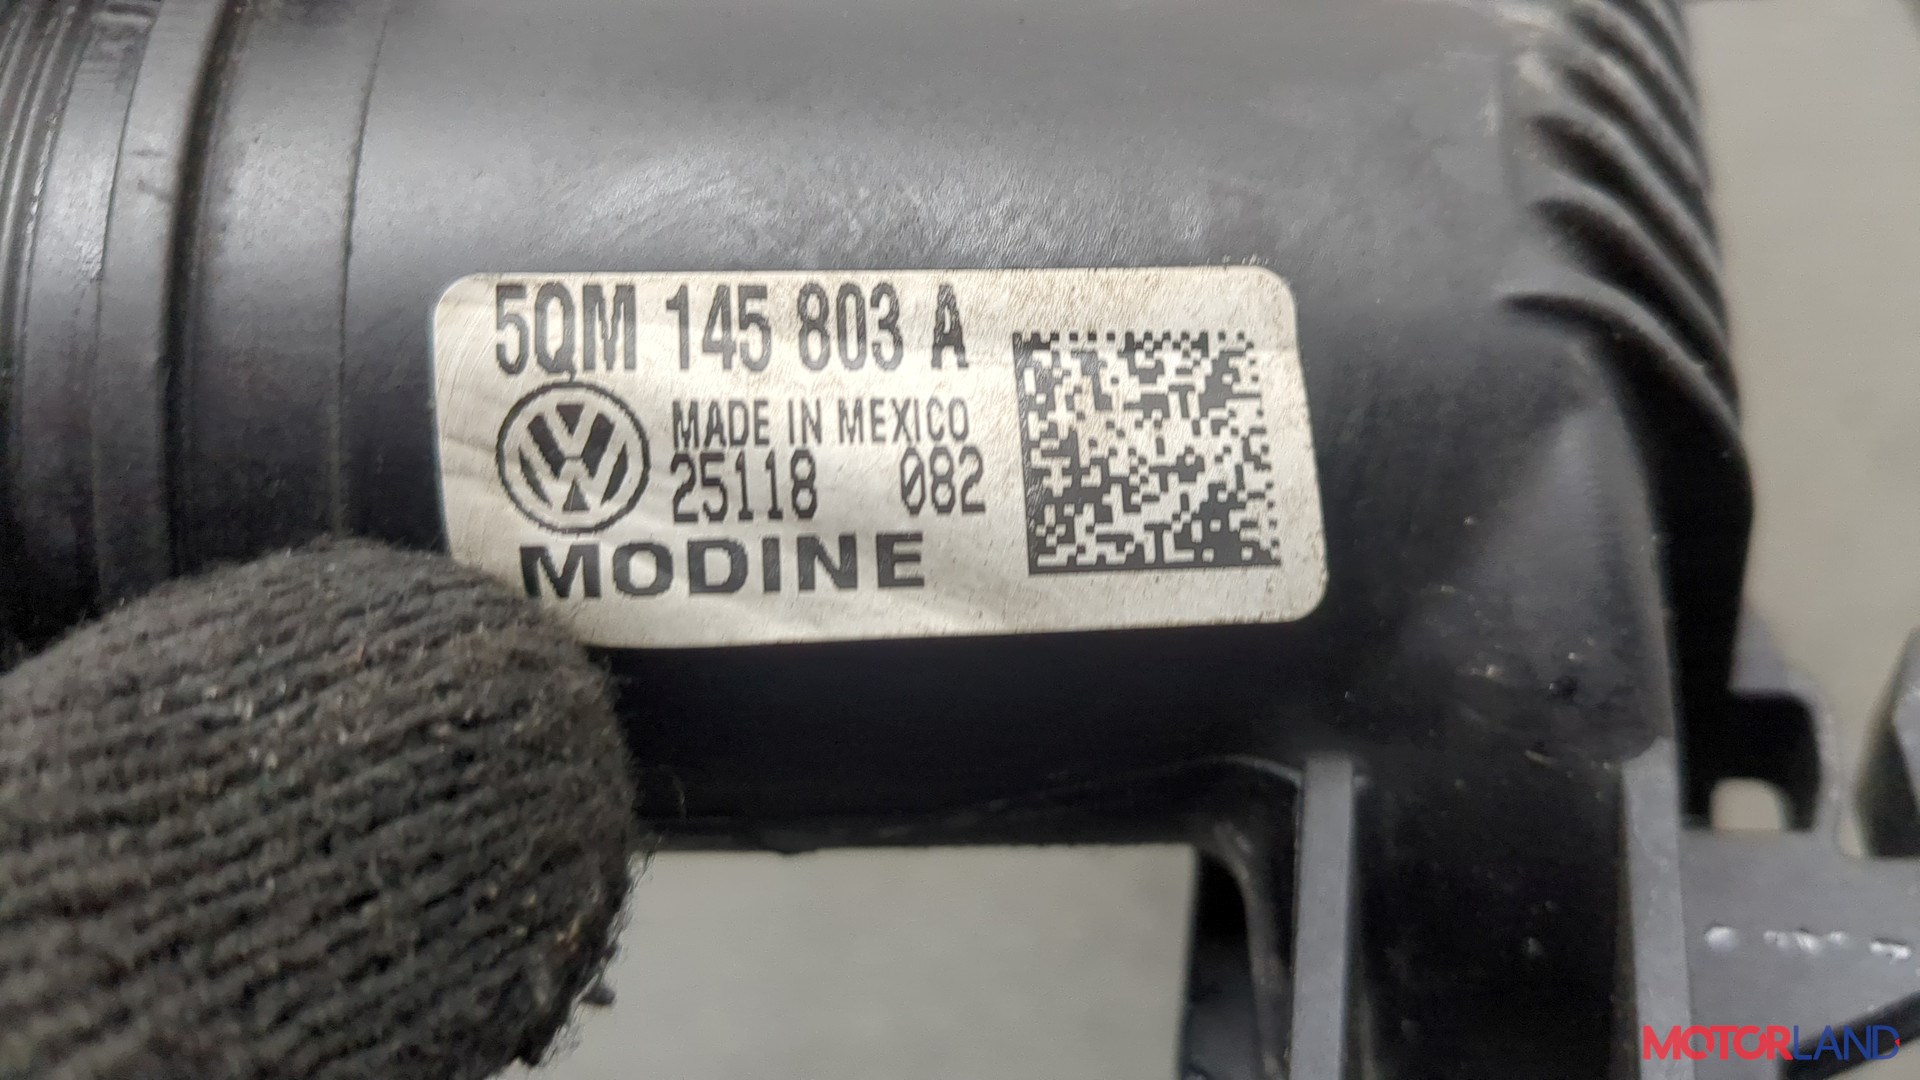 5QM 145 803 A
MADE IN MEXICO
25118 082
MODINE
MOTORLAND